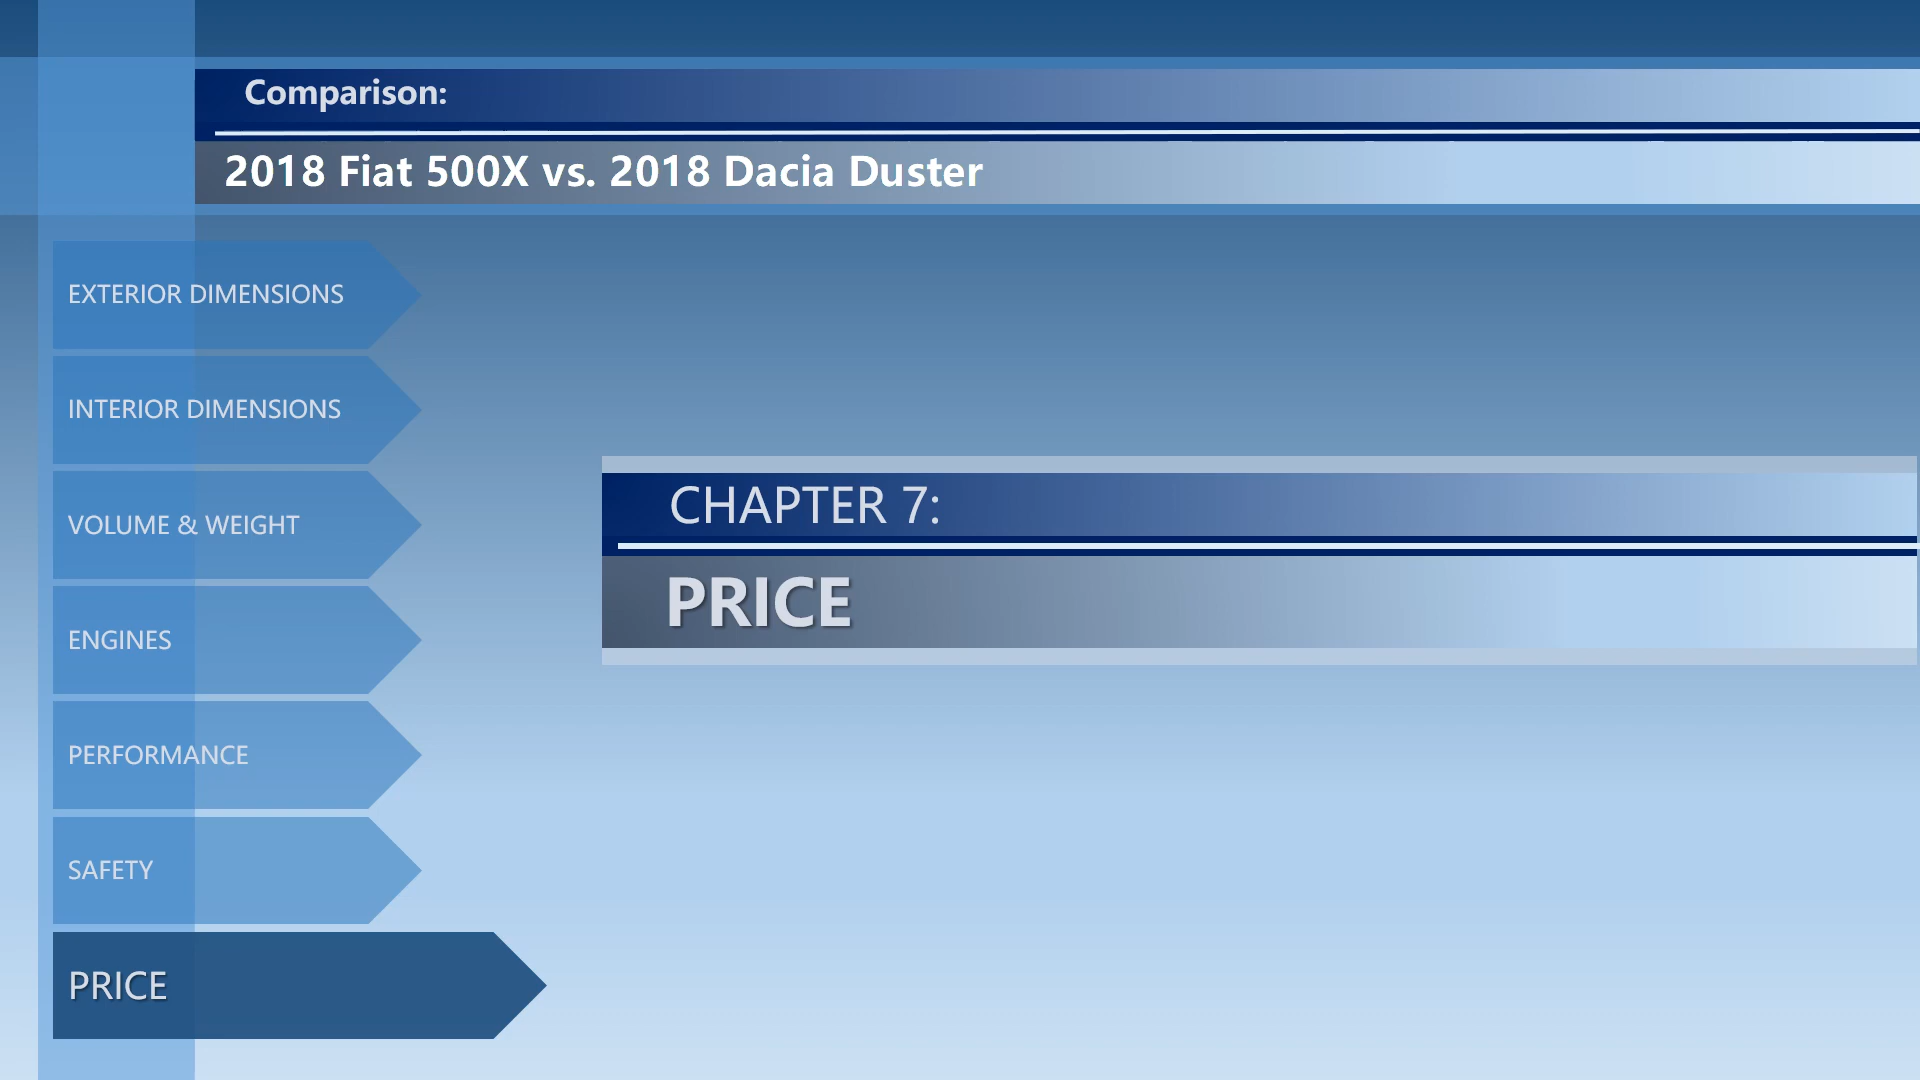 Comparison:
2018 Fiat 500X vs. 2018 Dacia Duster
EXTERIOR DIMENSIONS
INTERIOR DIMENSIONS
VOLUME & WEIGHT
ENGINES
PERFORMANCE
SAFETY
PRICE
CHAPTER 7:
PRICE